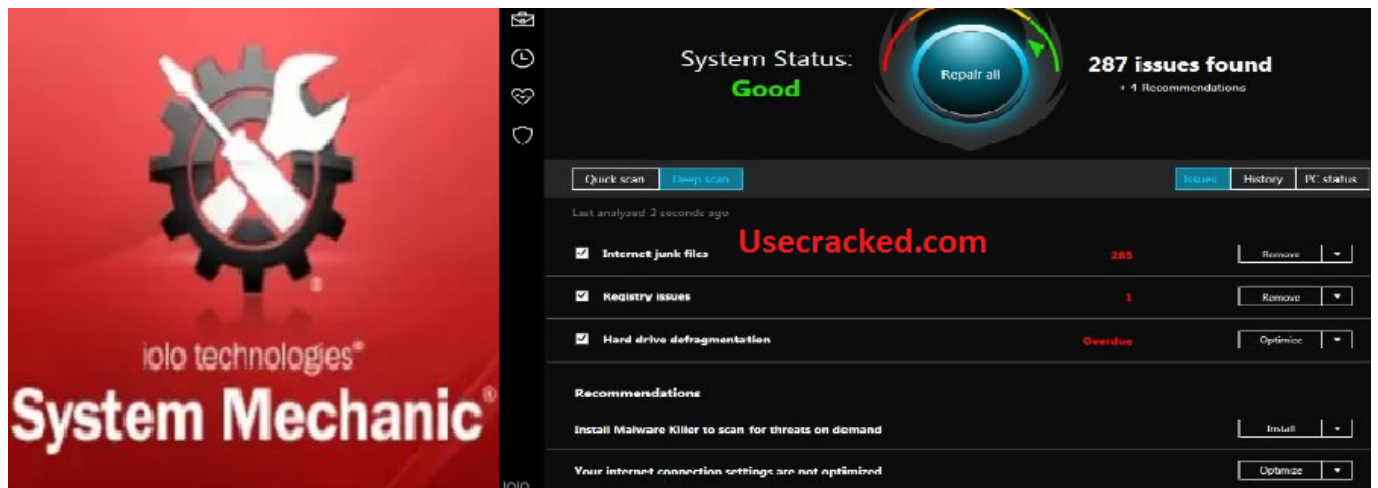 iolo technologies®
System Mechanic®
System Status:
Good
Repair all
287 issues found
+ 4 Recommendations
Quick scan
Deep scan
Issues
History
PC status
Last analyzed 2 seconds ago
Usecracked.com
Internet junk files
285
Remove
Registry issues
1
Remove
Hard drive defragmentation
Overdue
Optimize
Recommendations
Install Malware Killer to scan for threats on demand
Install
Your internet connection settings are not optimized
Optimize
iolo